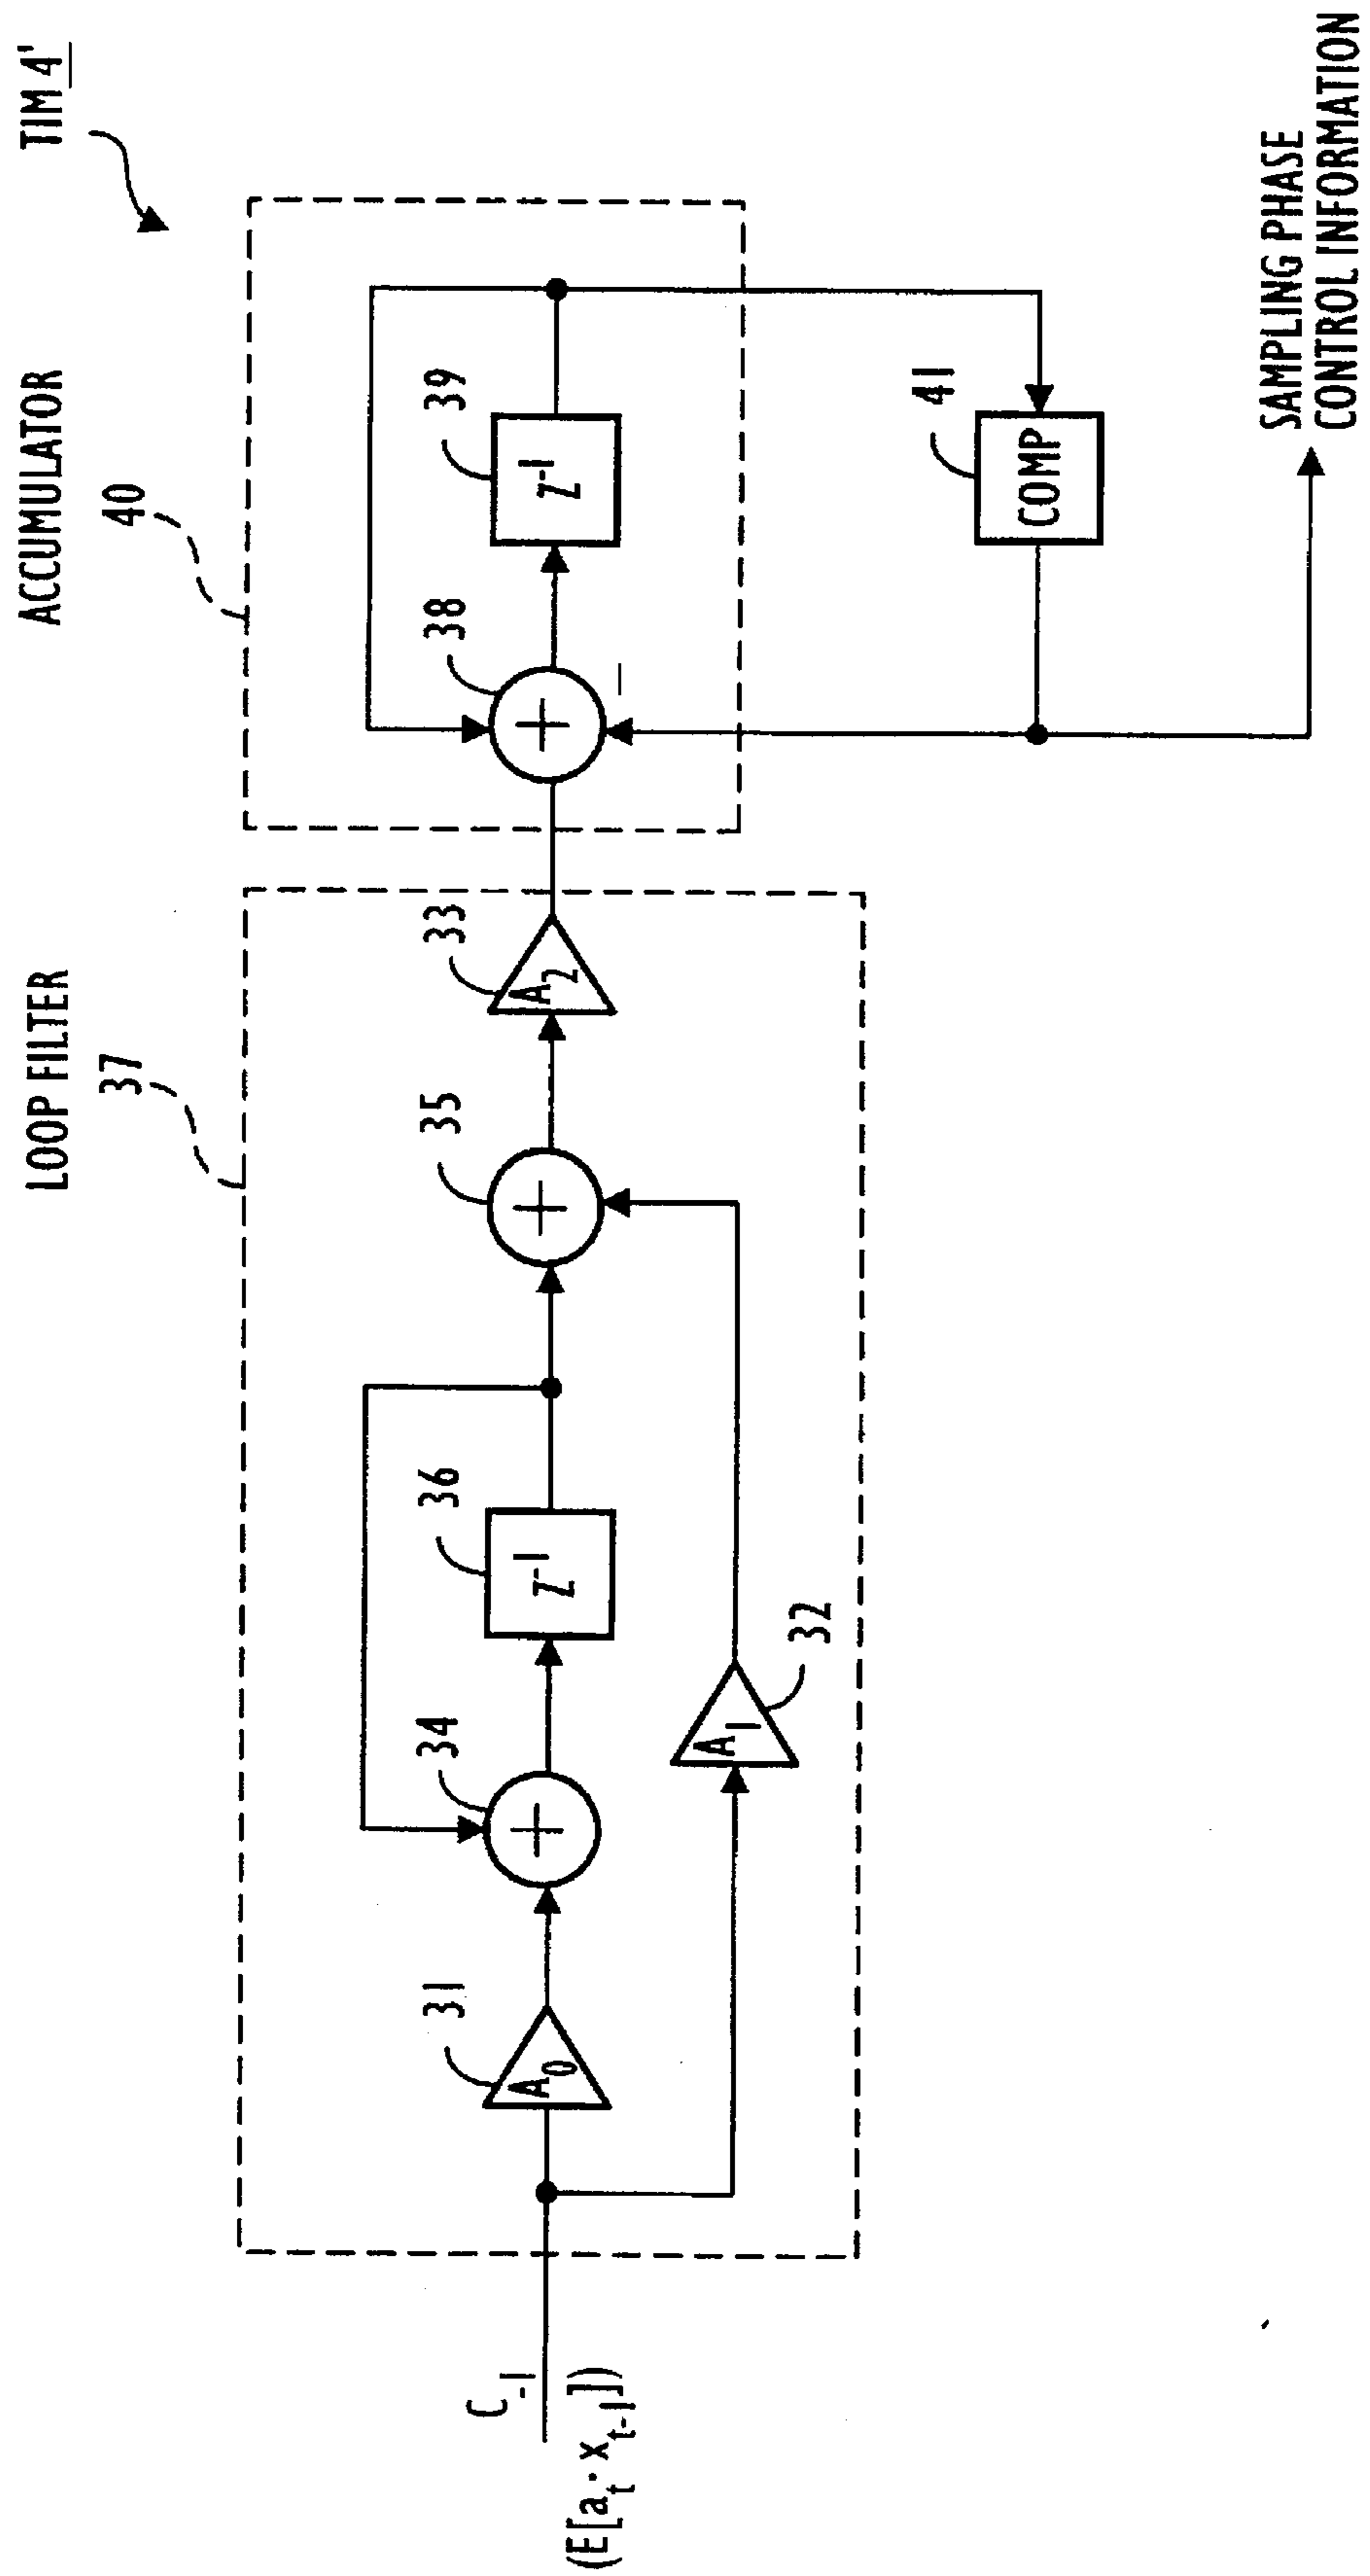 TIM 4'
LOOP FILTER
37
ACCUMULATOR
40
C-1
(E[at · xt-1])
31
A0
34
36
Z-1
35
33
A2
32
A1
38
39
Z-1
–
41
COMP
SAMPLING PHASE
CONTROL INFORMATION